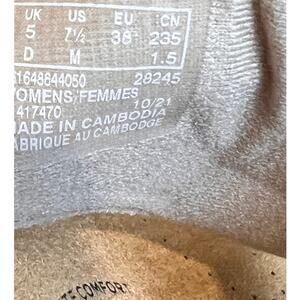 UK US EU CN
5 7½ 38 235
D M 1.5
1648644050 28245
OMENS/FEMMES
417470 10/21
MADE IN CAMBODIA
FABRIQUE AU CAMBODGE
COMFORT